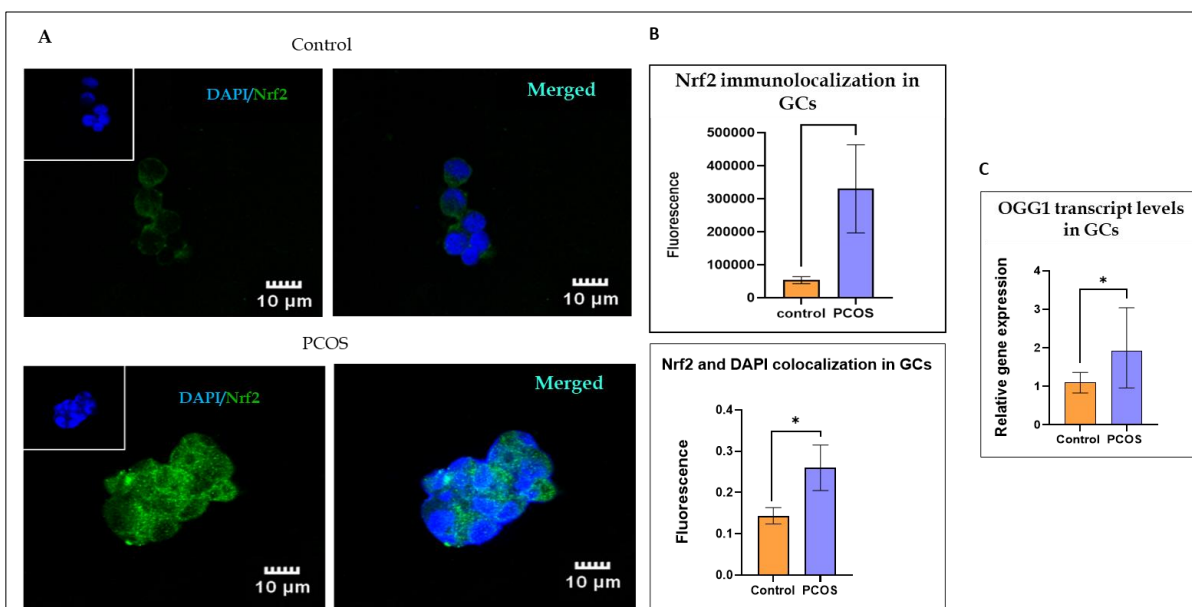 A
Control
DAPI/Nrf2
Merged
10 µm
10 µm
PCOS
DAPI/Nrf2
Merged
10 µm
10 µm
B
Nrf2 immunolocalization in
GCs
Fluorescence
500000
400000
300000
200000
100000
0
control
PCOS
Nrf2 and DAPI colocalization in GCs
Fluorescence
0.4
0.3
0.2
0.1
0.0
*
Control
PCOS
C
OGG1 transcript levels
in GCs
Relative gene expression
4
3
2
1
0
*
Control
PCOS